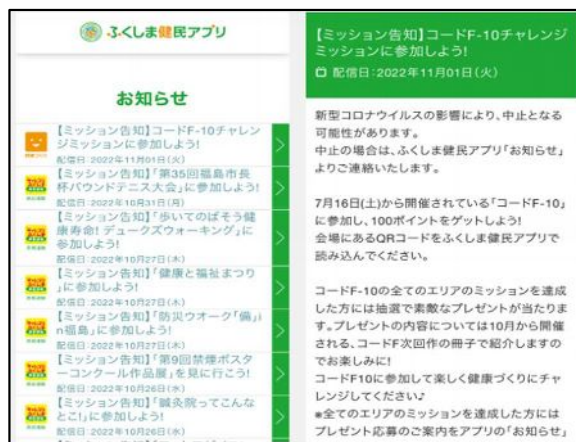 ふくしま健民アプリ
お知らせ
【ミッション告知】コードF-10チャレン
ジミッションに参加しよう!
配信日:2022年11月01日(火)
【ミッション告知】「第35回福島市長
杯バウンドテニス大会」に参加しよう!
配信日:2022年10月31日(月)
【ミッション告知】「歩いてのばそう健
康寿命! デュークズウォーキング」に
参加しよう!
配信日:2022年10月27日(木)
【ミッション告知】「健康と福祉まつり
」に参加しよう!
配信日:2022年10月27日(木)
【ミッション告知】「防災ウオーク「備」i
n福島」に参加しよう!
配信日:2022年10月27日(木)
【ミッション告知】「第9回禁煙ポスタ
ーコンクール作品展」を見に行こう!
配信日:2022年10月26日(水)
【ミッション告知】「鍼灸院ってこんな
とこ!」に参加しよう!
配信日:2022年10月26日(水)
【ミッション告知】コードF-10チャレンジ
ミッションに参加しよう!
配信日:2022年11月01日(火)
新型コロナウイルスの影響により、中止となる
可能性があります。
中止の場合は、ふくしま健民アプリ「お知らせ」
よりご連絡いたします。
7月16日(土)から開催されている「コードF-10」
に参加し、100ポイントをゲットしよう!
会場にあるQRコードをふくしま健民アプリで
読み込んでください。
コードF-10の全てのエリアのミッションを達成
した方には抽選で素敵なプレゼントが当たりま
す。プレゼントの内容については10月から開催
される、コードF次回作の冊子で紹介しますの
でお楽しみに!
コードF10に参加して楽しく健康づくりにチャ
レンジしてください♪
※全てのエリアのミッションを達成した方には
プレゼント応募のご案内をアプリの「お知らせ」